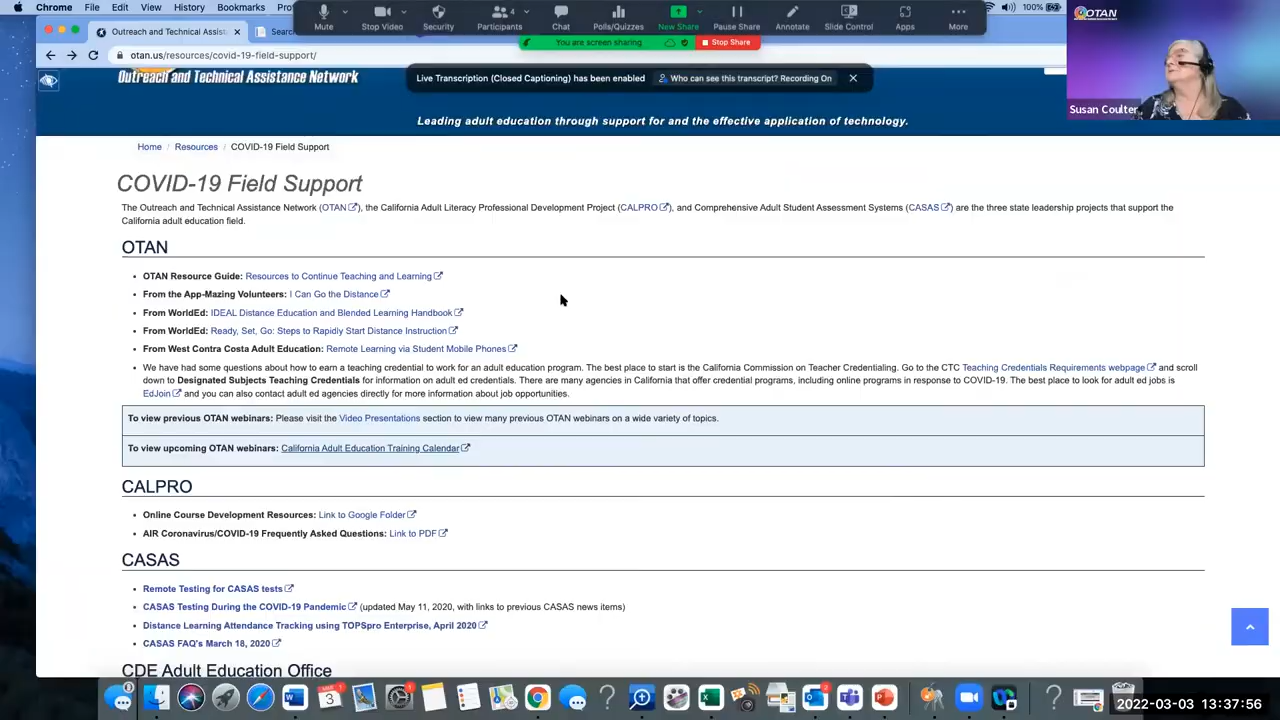 Chrome File Edit View History Bookmarks Profi
100%
Mute Stop Video Security Participants 4 Chat Polls/Quizzes New Share Pause Share Annotate Slide Control Apps More
You are screen sharing Stop Share
Outreach and Technical Assist
Sear
otan.us/resources/covid-19-field-support/
OTAN
Susan Coulter
Outreach and Technical Assistance Network
Live Transcription (Closed Captioning) has been enabled Who can see this transcript? Recording On
Leading adult education through support for and the effective application of technology.
Home / Resources / COVID-19 Field Support
COVID-19 Field Support
The Outreach and Technical Assistance Network (OTAN), the California Adult Literacy Professional Development Project (CALPRO), and Comprehensive Adult Student Assessment Systems (CASAS) are the three state leadership projects that support the
California adult education field.
OTAN
• OTAN Resource Guide: Resources to Continue Teaching and Learning
• From the App-Mazing Volunteers: I Can Go the Distance
• From WorldEd: IDEAL Distance Education and Blended Learning Handbook
• From WorldEd: Ready, Set, Go: Steps to Rapidly Start Distance Instruction
• From West Contra Costa Adult Education: Remote Learning via Student Mobile Phones
• We have had some questions about how to earn a teaching credential to work for an adult education program. The best place to start is the California Commission on Teacher Credentialing. Go to the CTC Teaching Credentials Requirements webpage and scroll
down to Designated Subjects Teaching Credentials for information on adult ed credentials. There are many agencies in California that offer credential programs, including online programs in response to COVID-19. The best place to look for adult ed jobs is
EdJoin and you can also contact adult ed agencies directly for more information about job opportunities.
To view previous OTAN webinars: Please visit the Video Presentations section to view many previous OTAN webinars on a wide variety of topics.
To view upcoming OTAN webinars: California Adult Education Training Calendar
CALPRO
• Online Course Development Resources: Link to Google Folder
• AIR Coronavirus/COVID-19 Frequently Asked Questions: Link to PDF
CASAS
• Remote Testing for CASAS tests
• CASAS Testing During the COVID-19 Pandemic (updated May 11, 2020, with links to previous CASAS news items)
• Distance Learning Attendance Tracking using TOPSpro Enterprise, April 2020
• CASAS FAQ's March 18, 2020
CDE Adult Education Office
2022-03-03 13:37:56